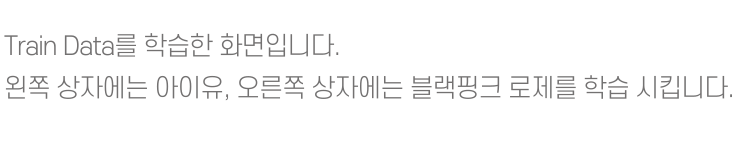 Train Data를 학습한 화면입니다.
왼쪽 상자에는 아이유, 오른쪽 상자에는 블랙핑크 로제를 학습 시킵니다.